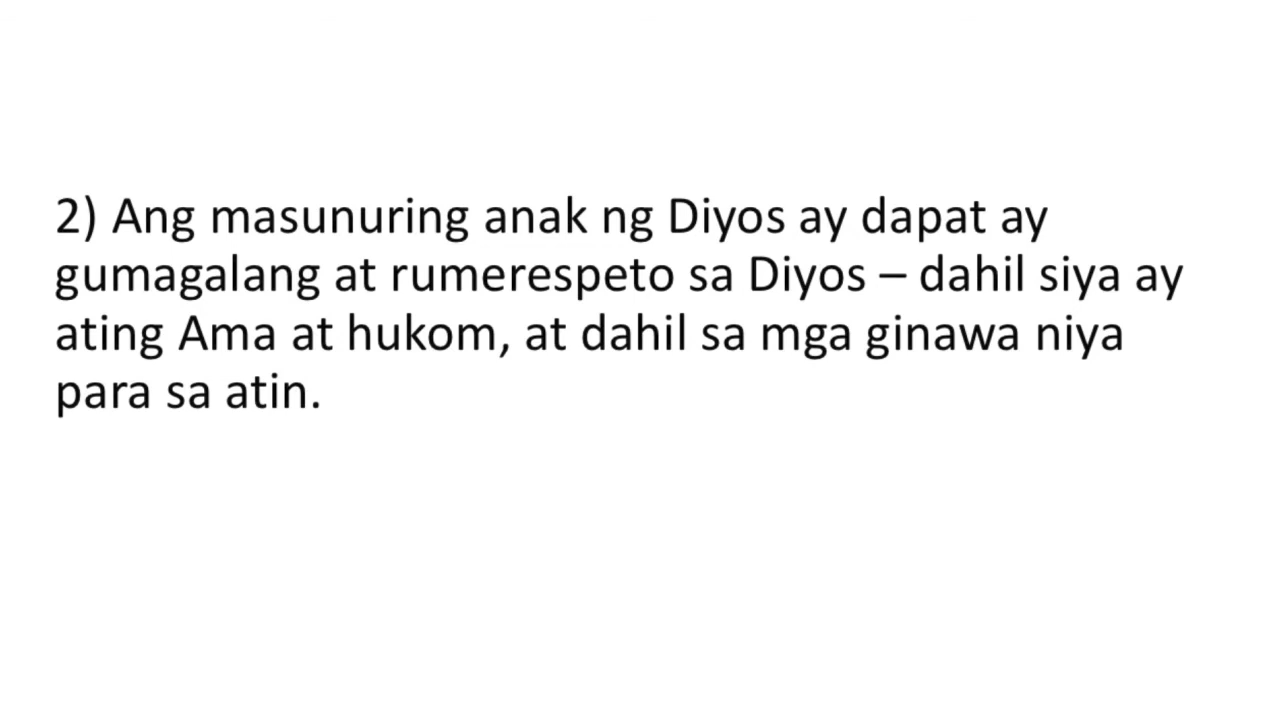 2) Ang masunuring anak ng Diyos ay dapat ay
gumagalang at rumerespeto sa Diyos – dahil siya ay
ating Ama at hukom, at dahil sa mga ginawa niya
para sa atin.